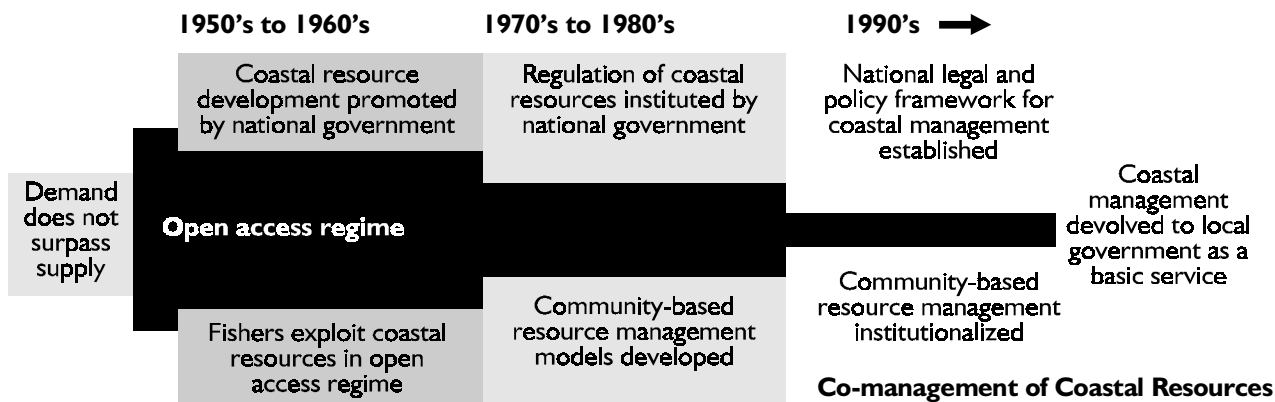 1950's to 1960's
1970's to 1980's
1990's
Coastal resource
development promoted
by national government
Regulation of coastal
resources instituted by
national government
National legal and
policy framework for
coastal management
established
Demand
does not
surpass
supply
Open access regime
Coastal
management
devolved to local
government as a
basic service
Fishers exploit coastal
resources in open
access regime
Community-based
resource management
models developed
Community-based
resource management
institutionalized
Co-management of Coastal Resources